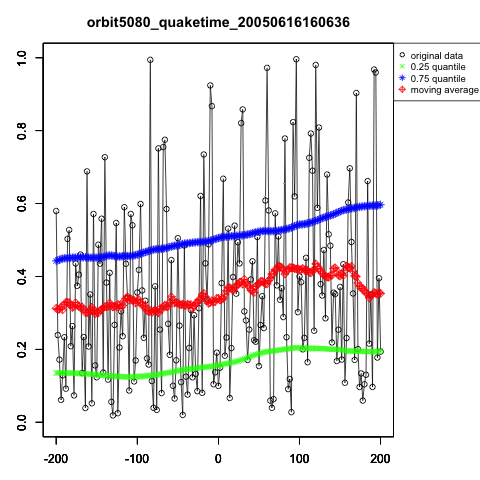 orbit5080_quaketime_20050616160636
original data
0.25 quantile
0.75 quantile
moving average
1.0
0.8
0.6
0.4
0.2
0.0
-200 -100 0 100 200